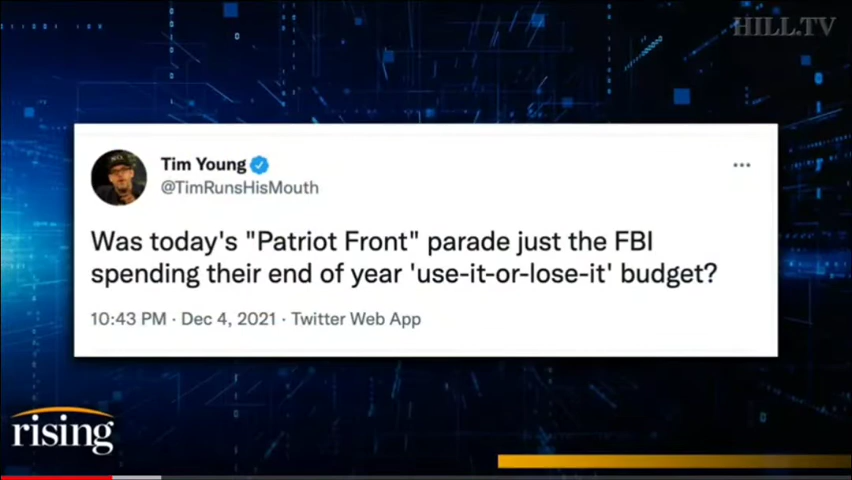 HILL.TV
Tim Young
@TimRunsHisMouth
Was today's "Patriot Front" parade just the FBI
spending their end of year 'use-it-or-lose-it' budget?
10:43 PM · Dec 4, 2021 · Twitter Web App
rising